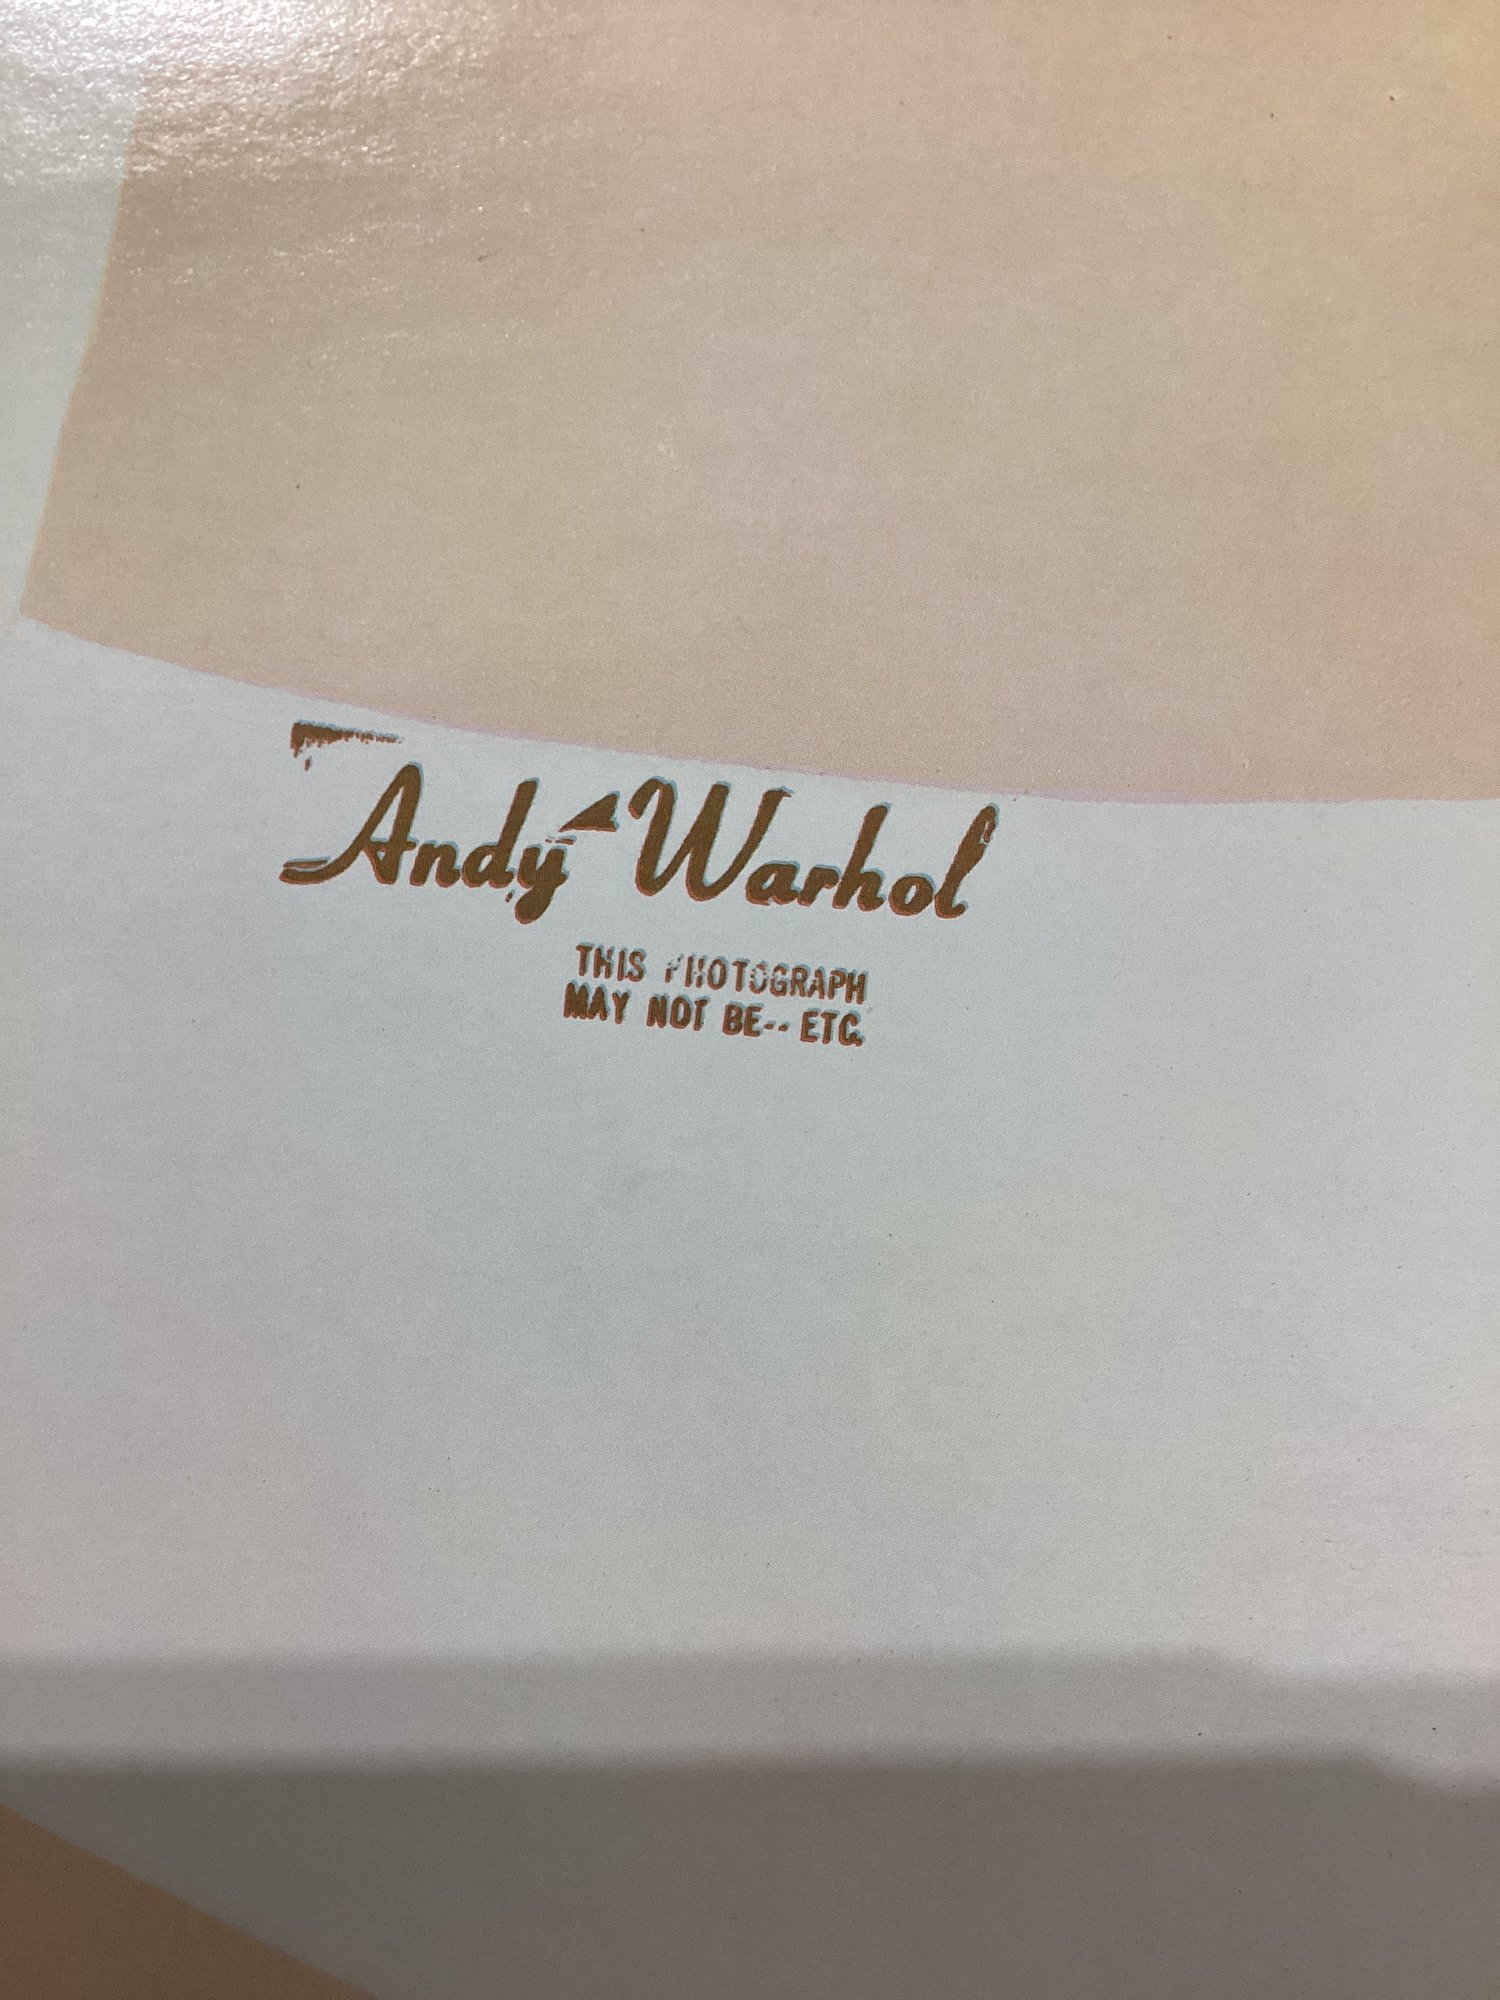 Andy Warhol
THIS PHOTOGRAPH
MAY NOT BE-- ETC.